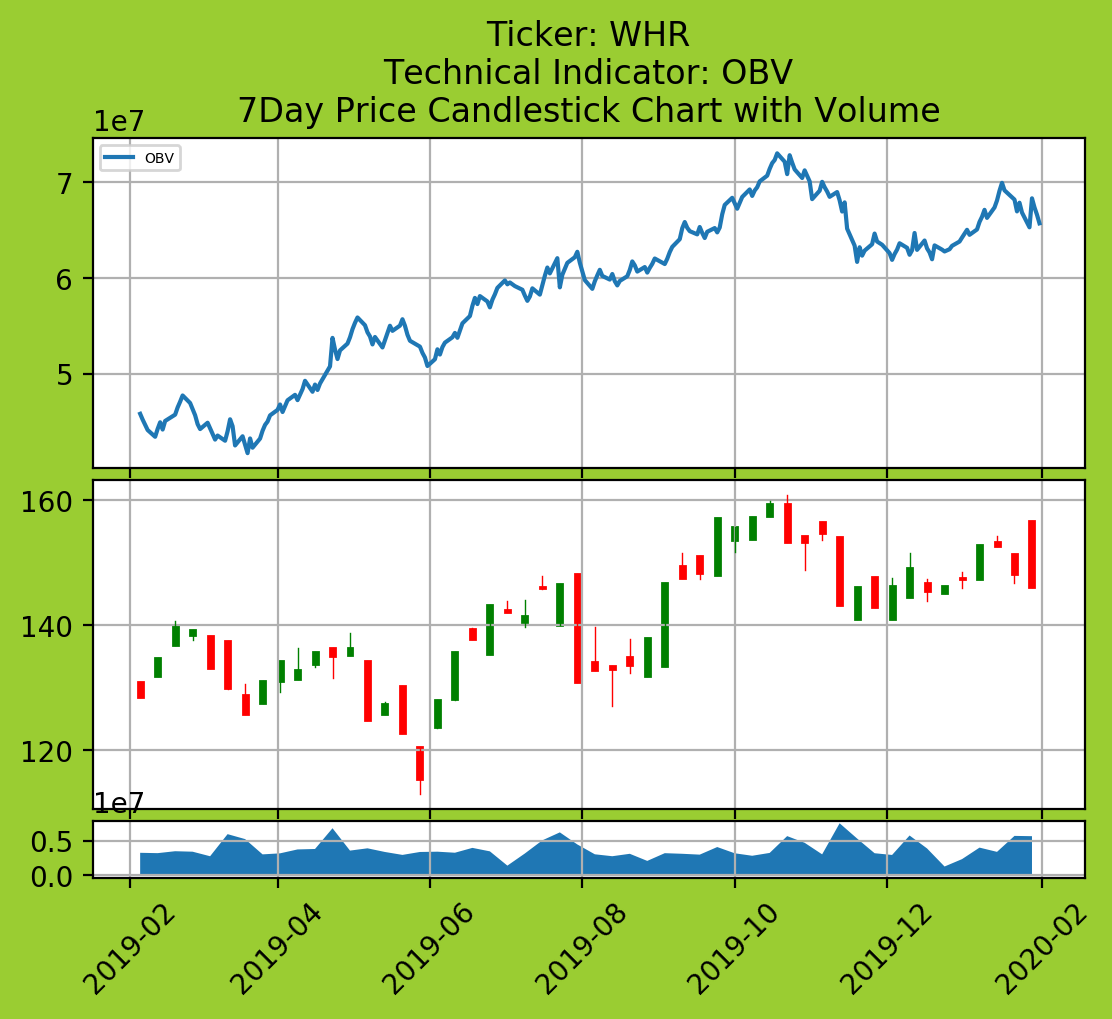 Ticker: WHR
Technical Indicator: OBV
7Day Price Candlestick Chart with Volume
1e7
OBV
7
6
5
160
140
120
1e7
0.5
0.0
2019-02
2019-04
2019-06
2019-08
2019-10
2019-12
2020-02